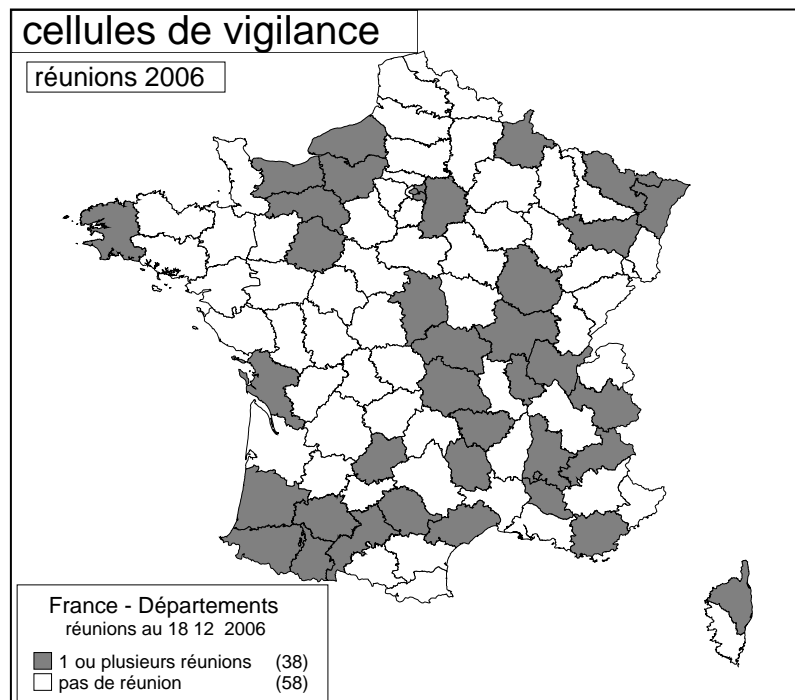 cellules de vigilance
réunions 2006
France - Départements
réunions au 18 12 2006
1 ou plusieurs réunions (38)
pas de réunion (58)